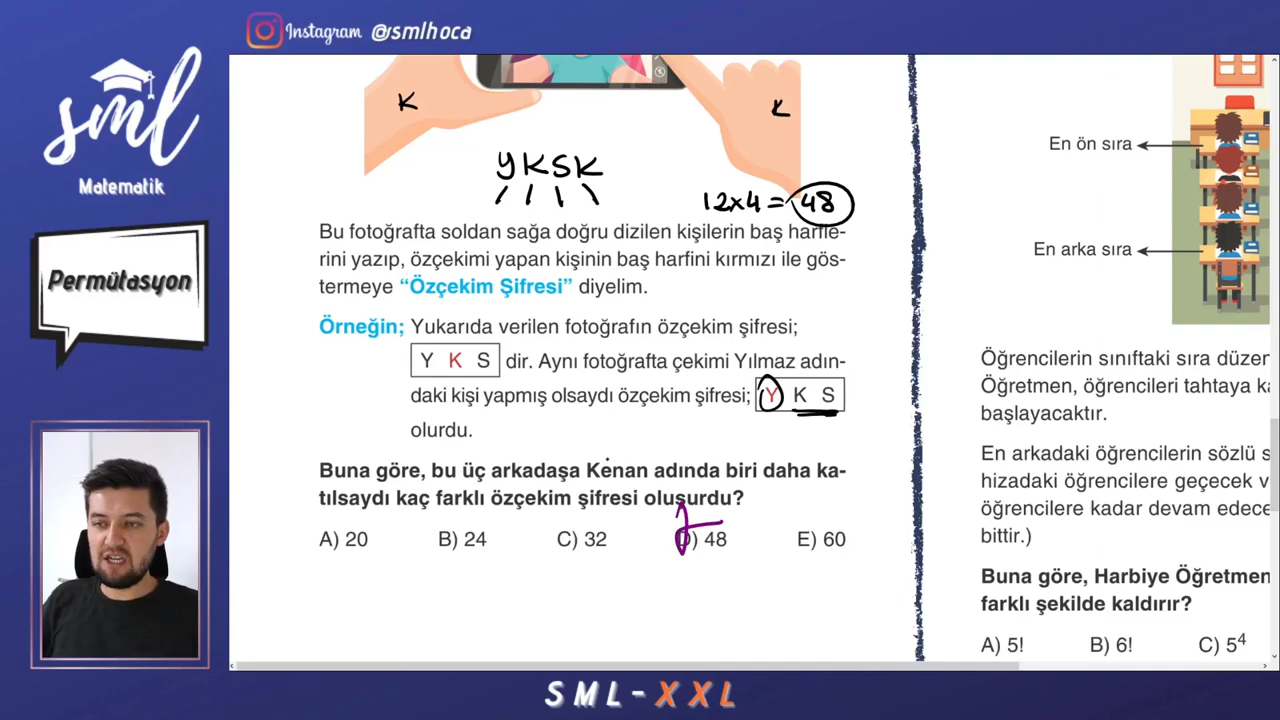 Instagram @smlhoca
sml
Matematik
Permütasyon
K
K
YKSK
12x4 = 48
Bu fotoğrafta soldan sağa doğru dizilen kişilerin baş harfle-
rini yazıp, özçekimi yapan kişinin baş harfini kırmızı ile gös-
termeye “Özçekim Şifresi” diyelim.
Örneğin; Yukarıda verilen fotoğrafın özçekim şifresi;
Y K S dir. Aynı fotoğrafta çekimi Yılmaz adın-
daki kişi yapmış olsaydı özçekim şifresi; Y K S
olurdu.
Buna göre, bu üç arkadaşa Kenan adında biri daha ka-
tılsaydı kaç farklı özçekim şifresi oluşurdu?
A) 20 B) 24 C) 32 D) 48 E) 60
En ön sıra
En arka sıra
Öğrencilerin sınıftaki sıra düzen
Öğretmen, öğrencileri tahtaya ka
başlayacaktır.
En arkadaki öğrencilerin sözlü s
hizadaki öğrencilere geçecek v
öğrencilere kadar devam edece
bittir.)
Buna göre, Harbiye Öğretmen
farklı şekilde kaldırır?
A) 5! B) 6! C) 5⁴
SML-XXL